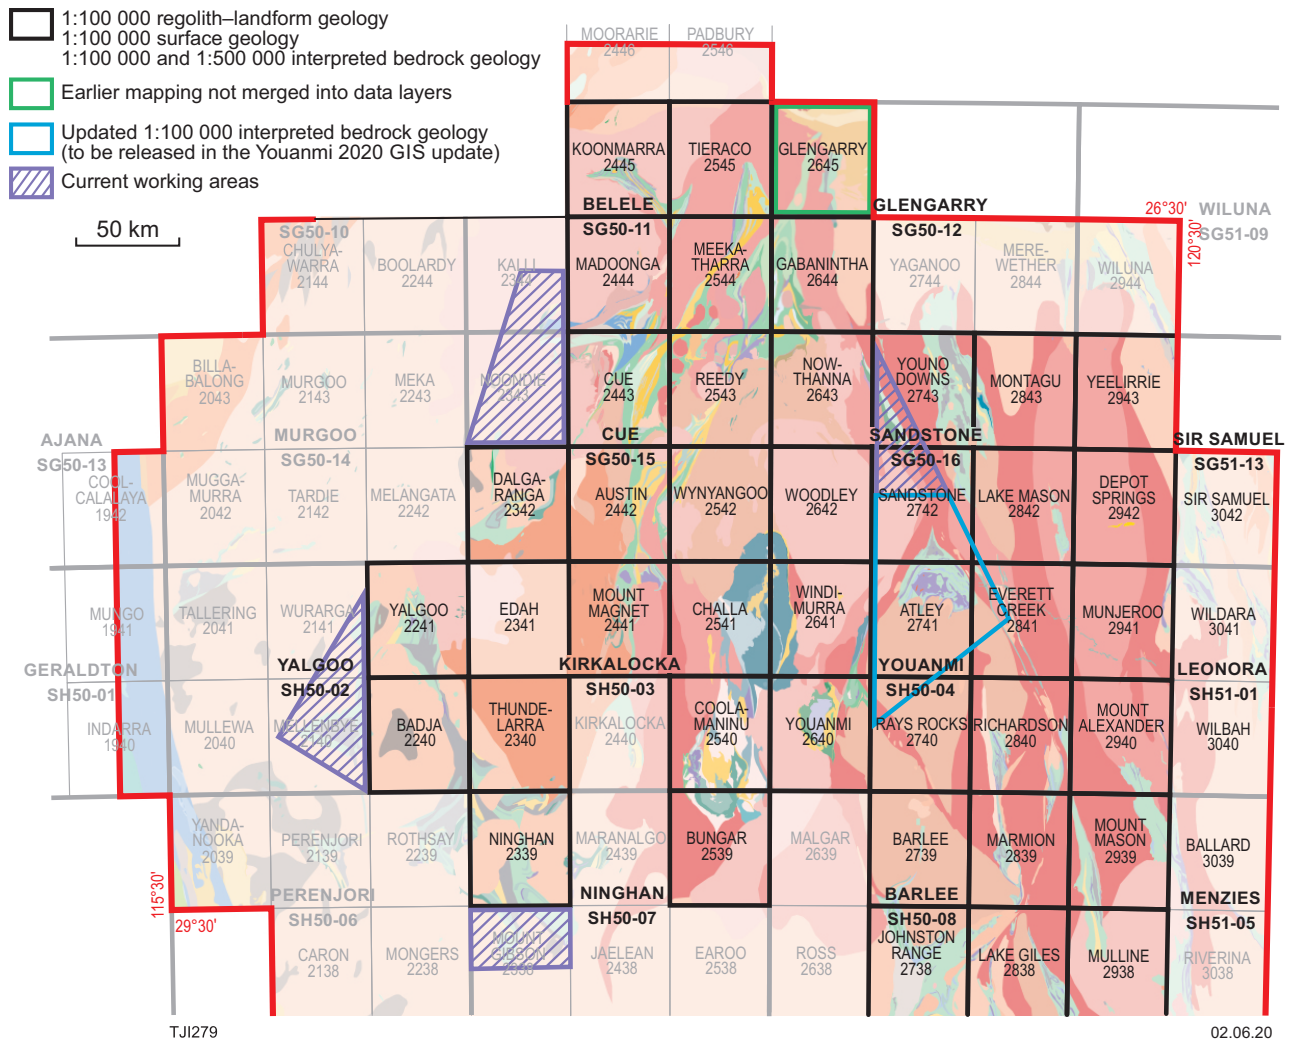 1:100 000 regolith–landform geology
1:100 000 surface geology
1:100 000 and 1:500 000 interpreted bedrock geology
Earlier mapping not merged into data layers
Updated 1:100 000 interpreted bedrock geology
(to be released in the Youanmi 2020 GIS update)
Current working areas
50 km
MOORARIE
2446
PADBURY
2546
KOONMARRA
2445
TIERACO
2545
GLENGARRY
2645
BELELE
SG50-11
GLENGARRY
SG50-12
26°30'
120°30'
WILUNA
SG51-09
SG50-10
CHULYA-
WARRA
2144
BOOLARDY
2244
KALLI
2344
MADOONGA
2444
MEEKA-
THARRA
2544
GABANINTHA
2644
YAGANOO
2744
MERE-
WETHER
2844
WILUNA
2944
BILLA-
BALONG
2043
MURGOO
2143
MEKA
2243
NOONDIE
2343
CUE
2443
REEDY
2543
NOW-
THANNA
2643
YOUNO
DOWNS
2743
MONTAGU
2843
YEELIRRIE
2943
AJANA
SG50-13
MURGOO
SG50-14
CUE
SG50-15
SANDSTONE
SG50-16
SIR SAMUEL
SG51-13
COOL-
CALALAYA
1942
MUGGA-
MURRA
2042
TARDIE
2142
MELANGATA
2242
DALGA-
RANGA
2342
AUSTIN
2442
WYNYANGOO
2542
WOODLEY
2642
SANDSTONE
2742
LAKE MASON
2842
DEPOT
SPRINGS
2942
SIR SAMUEL
3042
MUNGO
1941
TALLERING
2041
WURARGA
2141
YALGOO
2241
EDAH
2341
MOUNT
MAGNET
2441
CHALLA
2541
WINDI-
MURRA
2641
ATLEY
2741
EVERETT
CREEK
2841
MUNJEROO
2941
WILDARA
3041
GERALDTON
SH50-01
YALGOO
SH50-02
KIRKALOCKA
SH50-03
YOUANMI
SH50-04
LEONORA
SH51-01
INDARRA
1940
MULLEWA
2040
MELLENBYE
2140
BADJA
2240
THUNDE-
LARRA
2340
KIRKALOCKA
2440
COOLA-
MANINU
2540
YOUANMI
2640
RAYS ROCKS
2740
RICHARDSON
2840
MOUNT
ALEXANDER
2940
WILBAH
3040
YANDA-
NOOKA
2039
PERENJORI
2139
ROTHSAY
2239
NINGHAN
2339
MARANALGO
2439
BUNGAR
2539
MALGAR
2639
BARLEE
2739
MARMION
2839
MOUNT
MASON
2939
BALLARD
3039
115°30'
29°30'
PERENJORI
SH50-06
NINGHAN
SH50-07
BARLEE
SH50-08
MENZIES
SH51-05
CARON
2138
MONGERS
2238
MOUNT
GIBSON
2338
JAELEAN
2438
EAROO
2538
ROSS
2638
JOHNSTON
RANGE
2738
LAKE GILES
2838
MULLINE
2938
RIVERINA
3038
TJI279
02.06.20